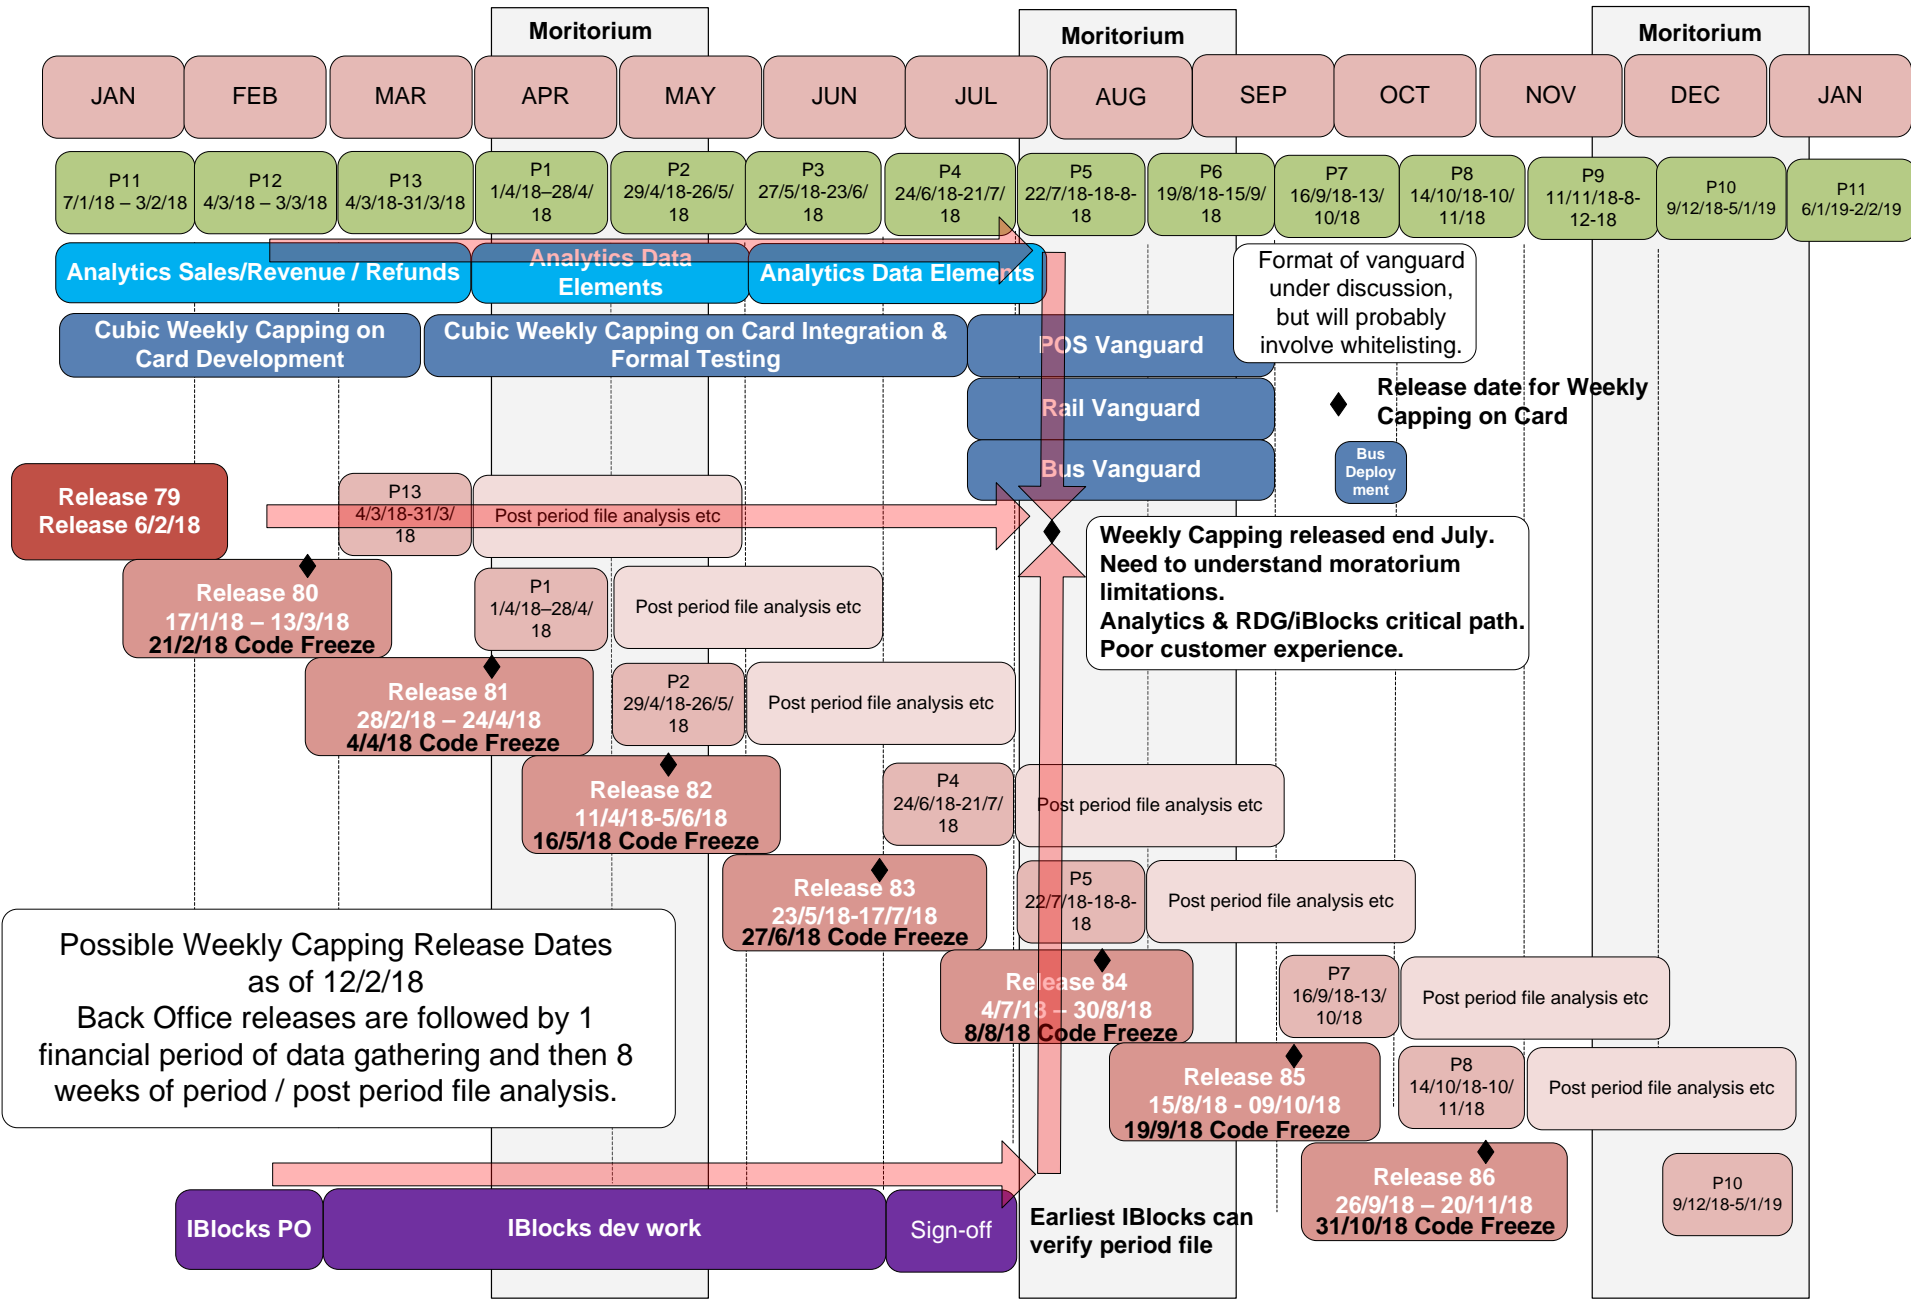 Moritorium
Moritorium
Moritorium
JAN
FEB
MAR
APR
MAY
JUN
JUL
AUG
SEP
OCT
NOV
DEC
JAN
P11
7/1/18 – 3/2/18
P12
4/3/18 – 3/3/18
P13
4/3/18-31/3/18
P1
1/4/18–28/4/
18
P2
29/4/18-26/5/
18
P3
27/5/18-23/6/
18
P4
24/6/18-21/7/
18
P5
22/7/18-18-8-
18
P6
19/8/18-15/9/
18
P7
16/9/18-13/
10/18
P8
14/10/18-10/
11/18
P9
11/11/18-8-
12-18
P10
9/12/18-5/1/19
P11
6/1/19-2/2/19
Analytics Sales/Revenue / Refunds
Analytics Data
Elements
Analytics Data Elements
Format of vanguard
under discussion,
but will probably
involve whitelisting.
Cubic Weekly Capping on
Card Development
Cubic Weekly Capping on Card Integration &
Formal Testing
POS Vanguard
Rail Vanguard
Bus Vanguard
Release date for Weekly
Capping on Card
Bus
Deploy
ment
Release 79
Release 6/2/18
P13
4/3/18-31/3/
18
Post period file analysis etc
Weekly Capping released end July.
Need to understand moratorium
limitations.
Analytics & RDG/iBlocks critical path.
Poor customer experience.
Release 80
17/1/18 – 13/3/18
21/2/18 Code Freeze
P1
1/4/18–28/4/
18
Post period file analysis etc
Release 81
28/2/18 – 24/4/18
4/4/18 Code Freeze
P2
29/4/18-26/5/
18
Post period file analysis etc
Release 82
11/4/18-5/6/18
16/5/18 Code Freeze
P4
24/6/18-21/7/
18
Post period file analysis etc
Release 83
23/5/18-17/7/18
27/6/18 Code Freeze
P5
22/7/18-18-8-
18
Post period file analysis etc
Possible Weekly Capping Release Dates
as of 12/2/18
Back Office releases are followed by 1
financial period of data gathering and then 8
weeks of period / post period file analysis.
Release 84
4/7/18 – 30/8/18
8/8/18 Code Freeze
P7
16/9/18-13/
10/18
Post period file analysis etc
Release 85
15/8/18 - 09/10/18
19/9/18 Code Freeze
P8
14/10/18-10/
11/18
Post period file analysis etc
Release 86
26/9/18 – 20/11/18
31/10/18 Code Freeze
P10
9/12/18-5/1/19
IBlocks PO
IBlocks dev work
Sign-off
Earliest IBlocks can
verify period file